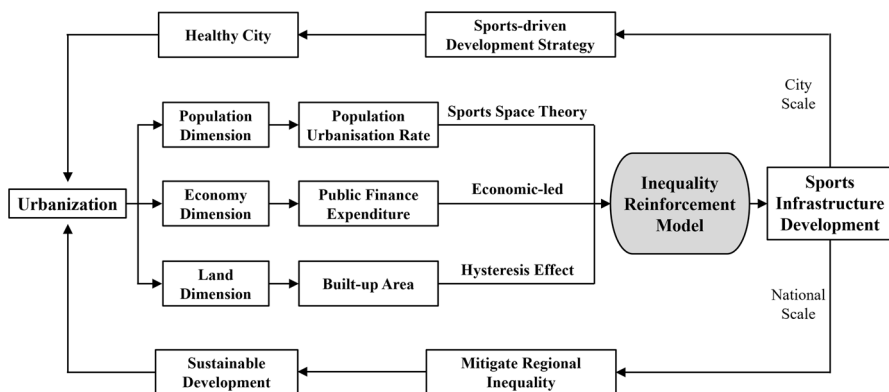 Healthy City
Sports-driven
Development Strategy
City
Scale
Population
Dimension
Population
Urbanisation Rate
Sports Space Theory
Urbanization
Economy
Dimension
Public Finance
Expenditure
Economic-led
Inequality
Reinforcement
Model
Sports
Infrastructure
Development
Land
Dimension
Built-up Area
Hysteresis Effect
National
Scale
Sustainable
Development
Mitigate Regional
Inequality